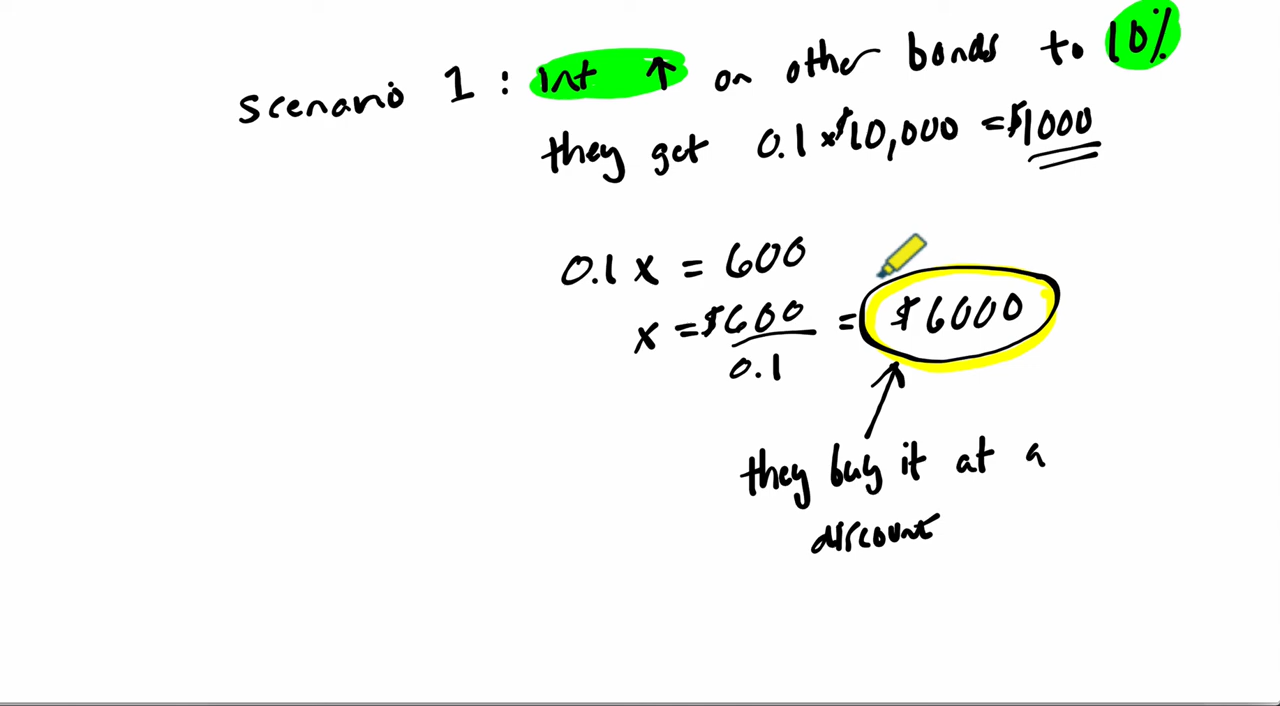 Scenario 1 : int ↑ on other bonds to 10%
they get 0.1 x $10,000 = $1000
0.1 x = 600
x = $600 / 0.1 = $6000
they buy it at a
discount